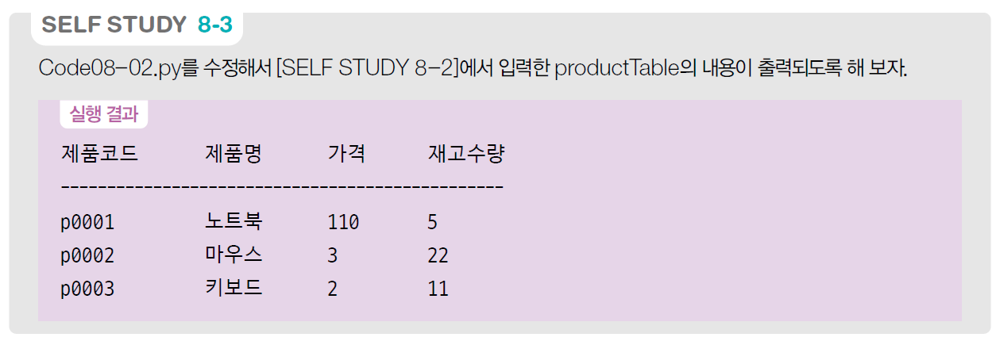 SELF STUDY 8-3
Code08-02.py를 수정해서 [SELF STUDY 8-2]에서 입력한 productTable의 내용이 출력되도록 해 보자.
실행 결과
제품코드 제품명 가격 재고수량
------------------------------------------------
p0001 노트북 110 5
p0002 마우스 3 22
p0003 키보드 2 11